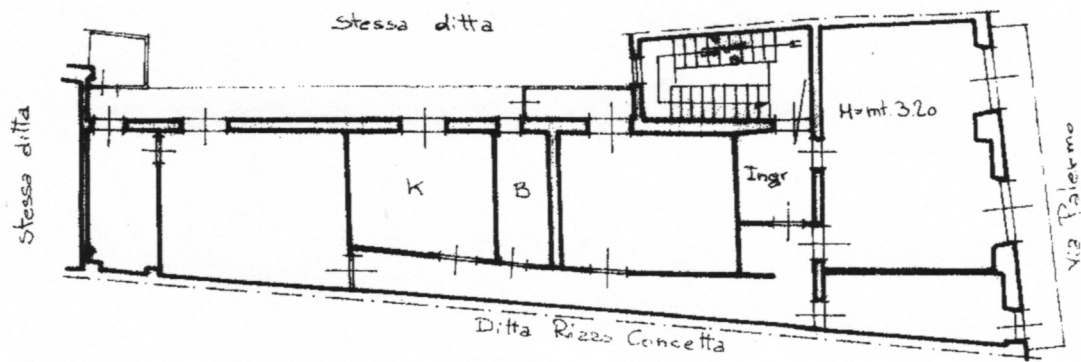 Stessa ditta
H=mt. 3.20
Stessa ditta
K
B
Ingr
Via Palermo
Ditta Rizzo Concetta